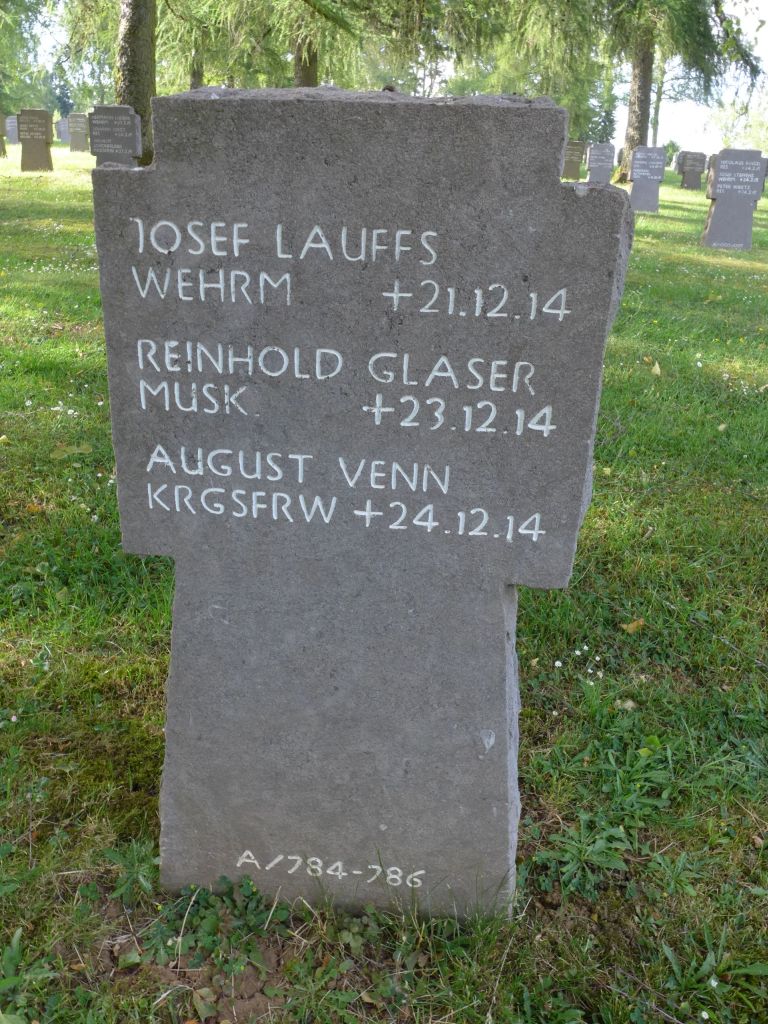 JOSEF LAUFFS
WEHRM +21.12.14
REINHOLD GLASER
MUSK. +23.12.14
AUGUST VENN
KRGSFRW +24.12.14
A/784-786